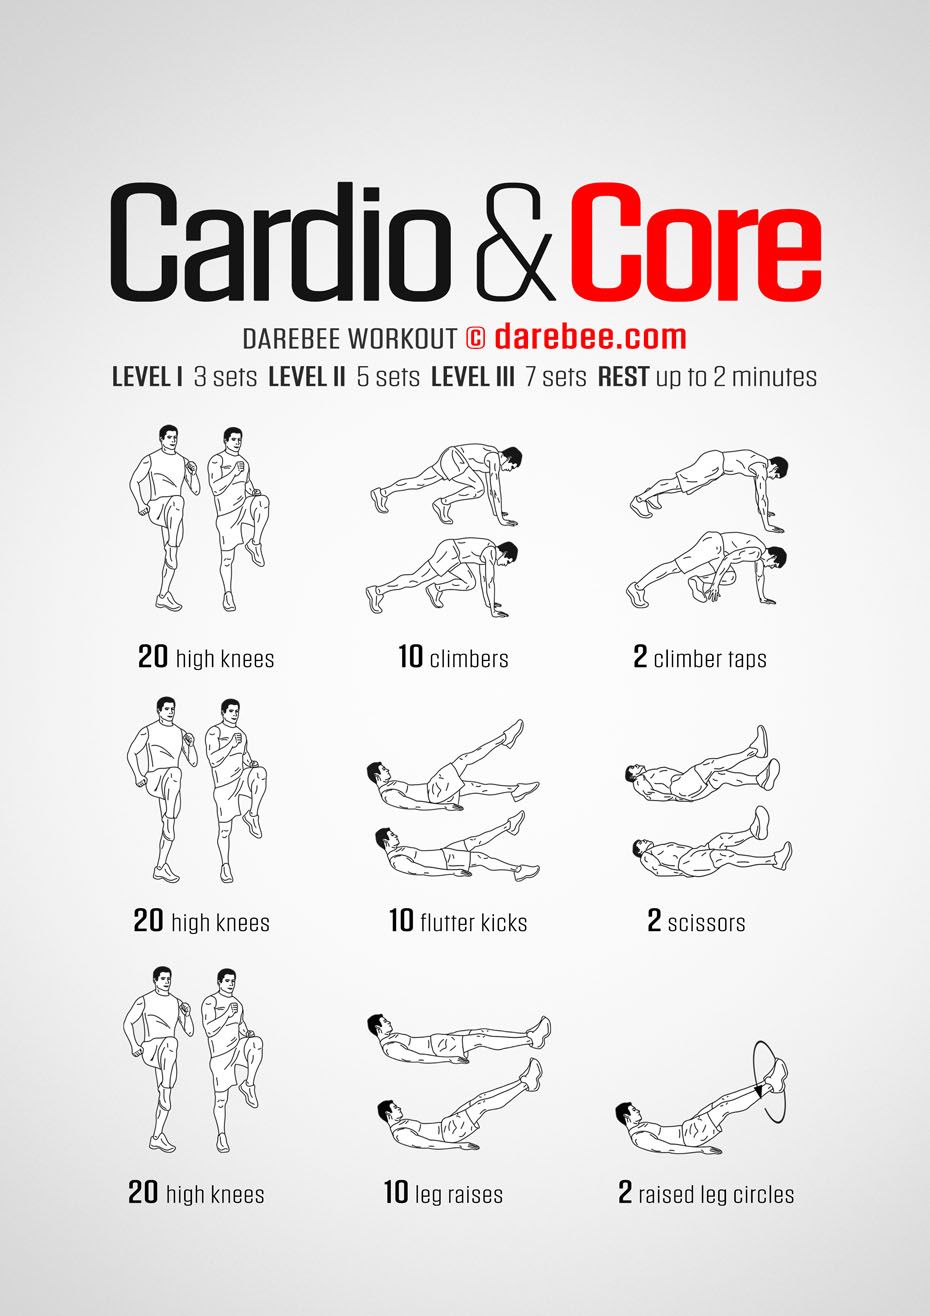 Cardio & Core
DAREBEE WORKOUT © darebee.com
LEVEL I 3 sets LEVEL II 5 sets LEVEL III 7 sets REST up to 2 minutes
20 high knees
10 climbers
2 climber taps
20 high knees
10 flutter kicks
2 scissors
20 high knees
10 leg raises
2 raised leg circles